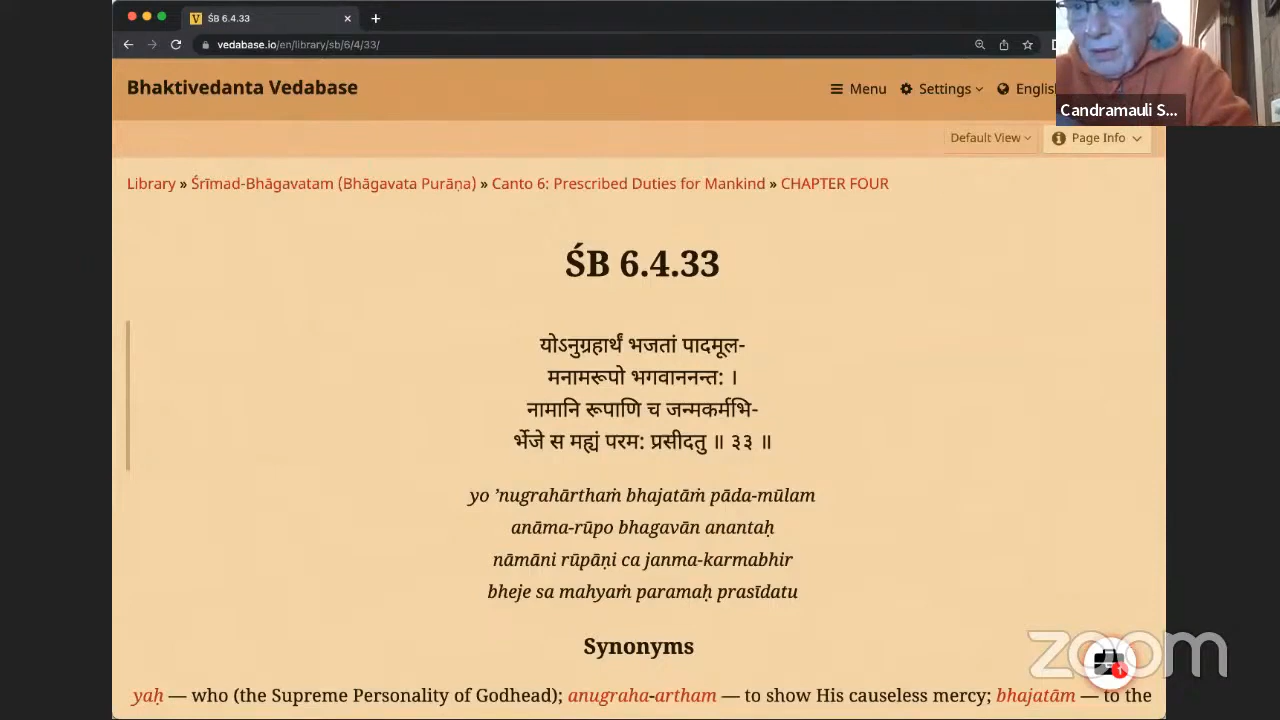 ŚB 6.4.33
vedabase.io/en/library/sb/6/4/33/
Bhaktivedanta Vedabase
Menu
Settings
English
Candramauli S...
Default View
Page Info
Library » Śrīmad-Bhāgavatam (Bhāgavata Purāṇa) » Canto 6: Prescribed Duties for Mankind » CHAPTER FOUR
ŚB 6.4.33
योऽनुग्रहार्थं भजतां पादमूल-
मनामरूपो भगवाननन्त: ।
नामानि रूपाणि च जन्मकर्मभि-
र्भेजे स मह्यं परम: प्रसीदतु ॥ ३३ ॥
yo ’nugrahārthaṁ bhajatāṁ pāda-mūlam
anāma-rūpo bhagavān anantaḥ
nāmāni rūpāṇi ca janma-karmabhir
bheje sa mahyaṁ paramaḥ prasīdatu
Synonyms
yaḥ — who (the Supreme Personality of Godhead); anugraha-artham — to show His causeless mercy; bhajatām — to the
zoom